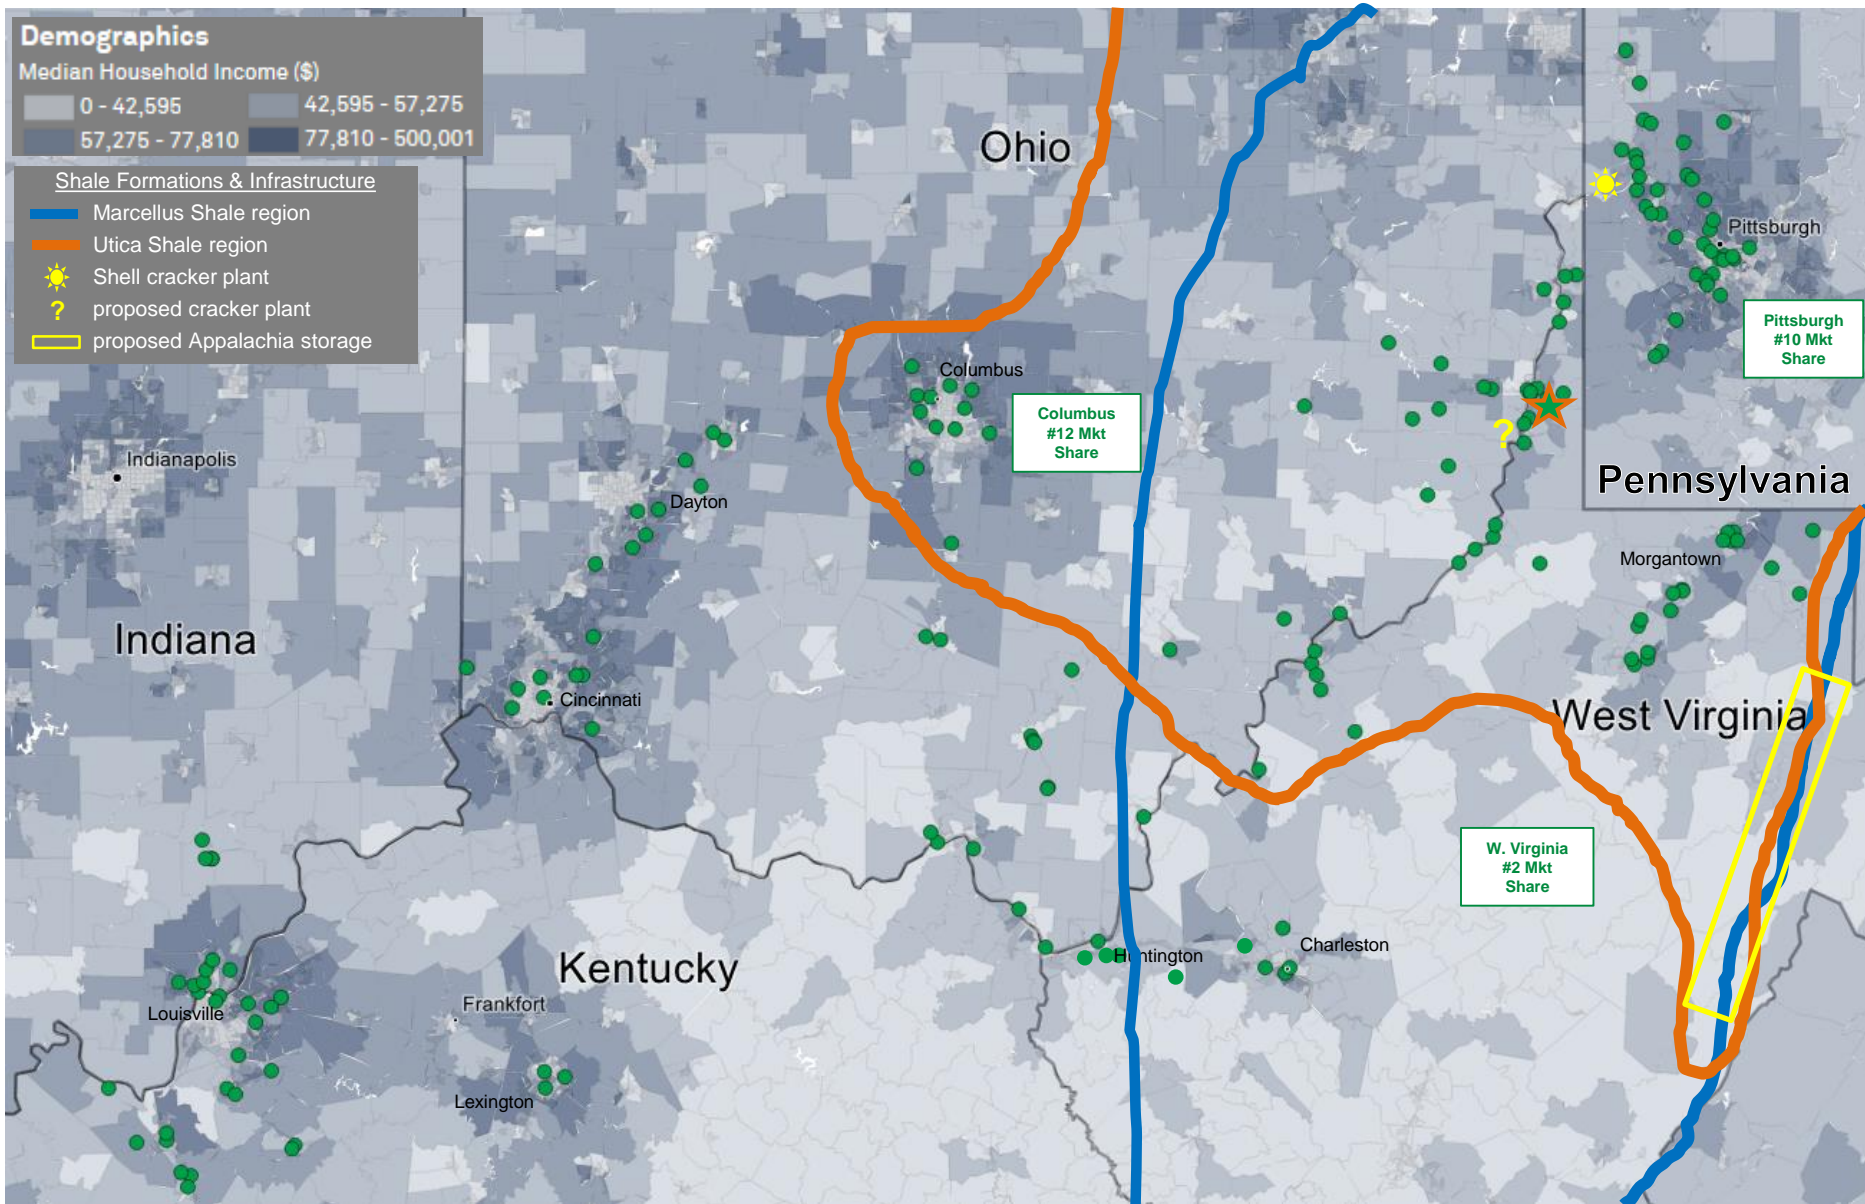 Demographics
Median Household Income ($)
0 - 42,595
42,595 - 57,275
57,275 - 77,810
77,810 - 500,001
Shale Formations & Infrastructure
Marcellus Shale region
Utica Shale region
Shell cracker plant
? proposed cracker plant
proposed Appalachia storage
Ohio
Pittsburgh
Pittsburgh
#10 Mkt
Share
Columbus
Columbus
#12 Mkt
Share
?
Indianapolis
Dayton
Pennsylvania
Morgantown
Indiana
Cincinnati
West Virginia
W. Virginia
#2 Mkt
Share
Kentucky
Huntington
Charleston
Louisville
Frankfort
Lexington